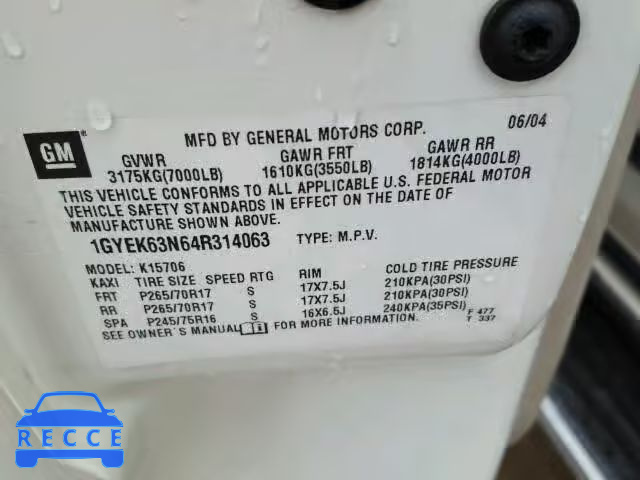 GM
MFD BY GENERAL MOTORS CORP. 06/04
GVWR GAWR FRT GAWR RR
3175KG(7000LB) 1610KG(3550LB) 1814KG(4000LB)
THIS VEHICLE CONFORMS TO ALL APPLICABLE U.S. FEDERAL MOTOR
VEHICLE SAFETY STANDARDS IN EFFECT ON THE DATE OF
MANUFACTURE SHOWN ABOVE.
1GYEK63N64R314063 TYPE: M.P.V.
MODEL: K15706
KAXI TIRE SIZE SPEED RTG RIM COLD TIRE PRESSURE
FRT P265/70R17 S 17X7.5J 210KPA(30PSI)
RR P265/70R17 S 17X7.5J 210KPA(30PSI)
SPA P245/75R16 S 16X6.5J 240KPA(35PSI) F 477
SEE OWNER'S MANUAL FOR MORE INFORMATION. T 337
RECCE